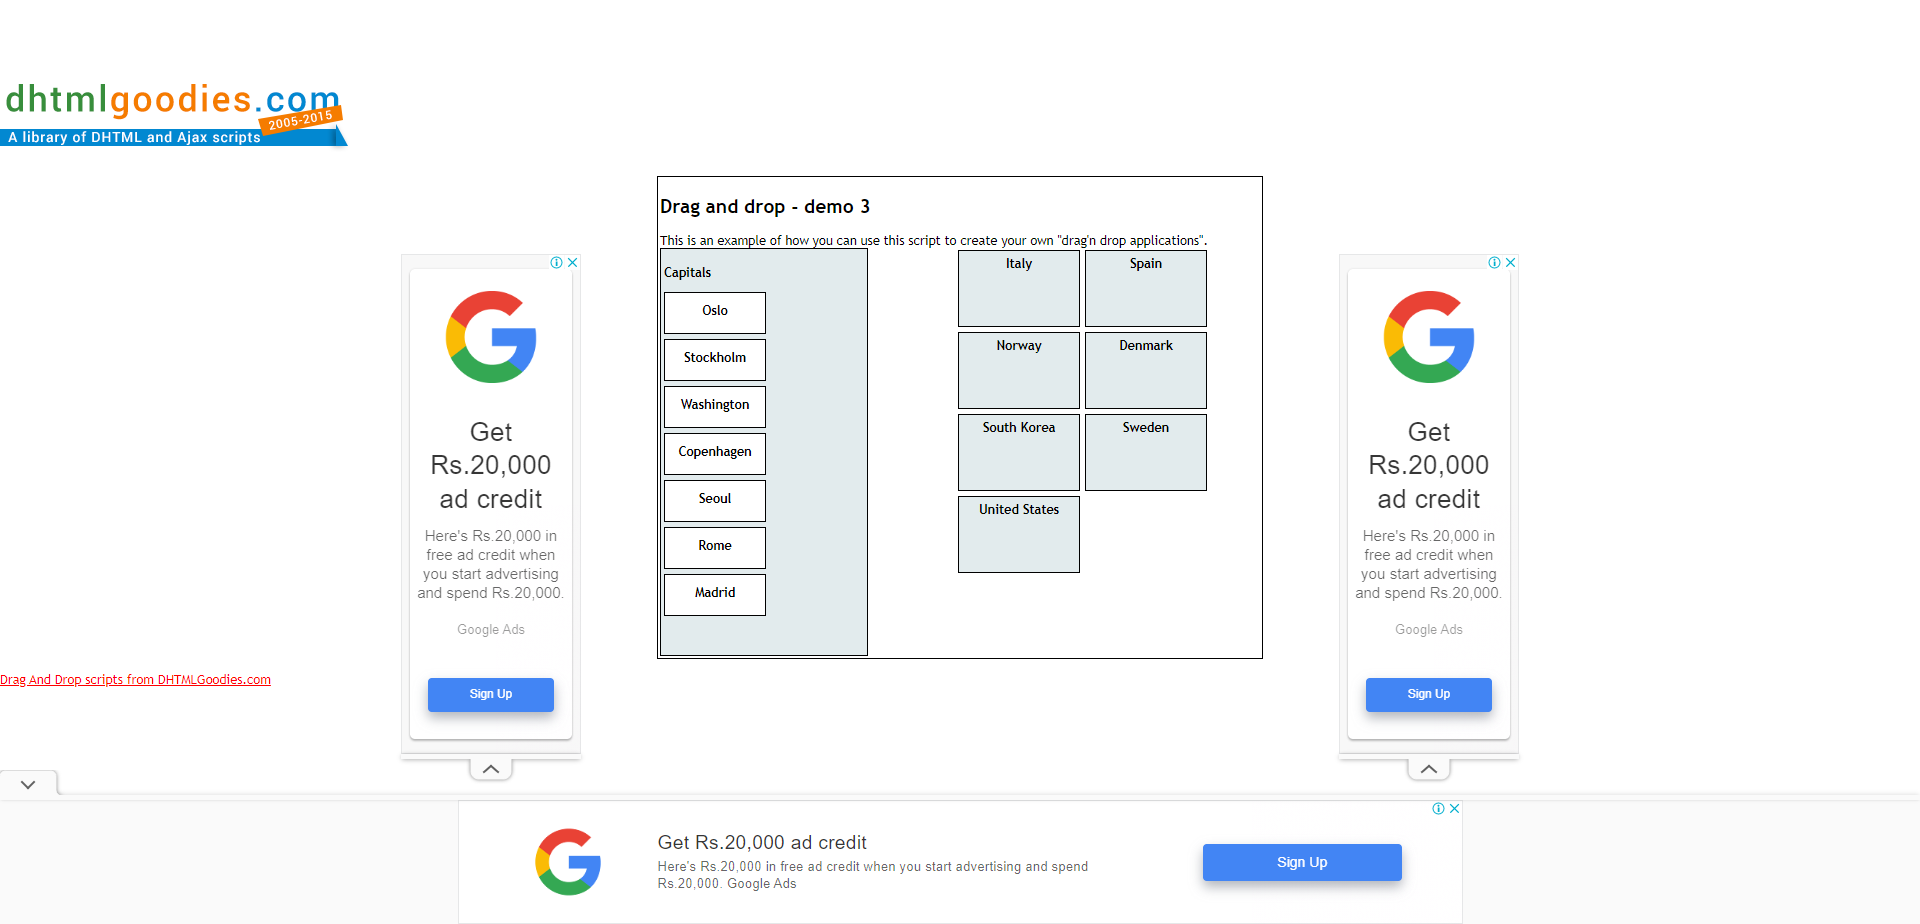 dhtmlgoodies.com
2005-2015
A library of DHTML and Ajax scripts
Drag and drop - demo 3
This is an example of how you can use this script to create your own "drag'n drop applications".
Capitals
Oslo
Stockholm
Washington
Copenhagen
Seoul
Rome
Madrid
Italy
Spain
Norway
Denmark
South Korea
Sweden
United States
Get
Rs.20,000
ad credit
Here's Rs.20,000 in
free ad credit when
you start advertising
and spend Rs.20,000.
Google Ads
Sign Up
Get
Rs.20,000
ad credit
Here's Rs.20,000 in
free ad credit when
you start advertising
and spend Rs.20,000.
Google Ads
Sign Up
Drag And Drop scripts from DHTMLGoodies.com
Get Rs.20,000 ad credit
Here's Rs.20,000 in free ad credit when you start advertising and spend
Rs.20,000. Google Ads
Sign Up